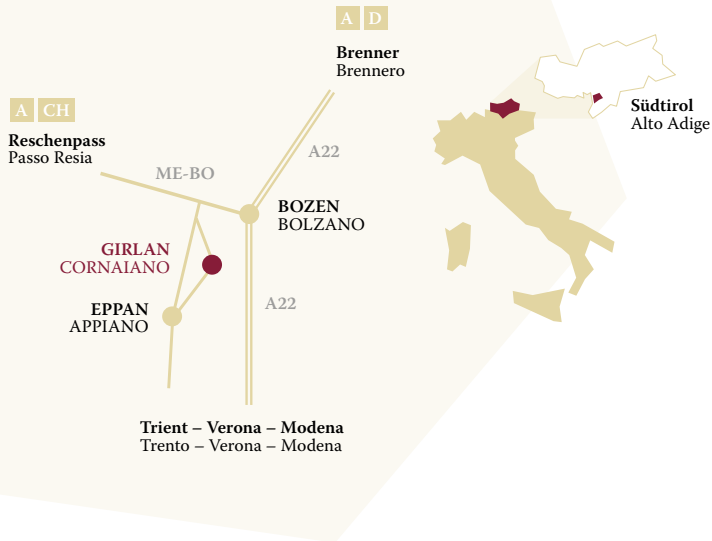 A D
Brenner
Brennero
A CH
Reschenpass
Passo Resia
ME-BO
A22
Südtirol
Alto Adige
BOZEN
BOLZANO
GIRLAN
CORNAIANO
A22
EPPAN
APPIANO
Trient – Verona – Modena
Trento – Verona – Modena